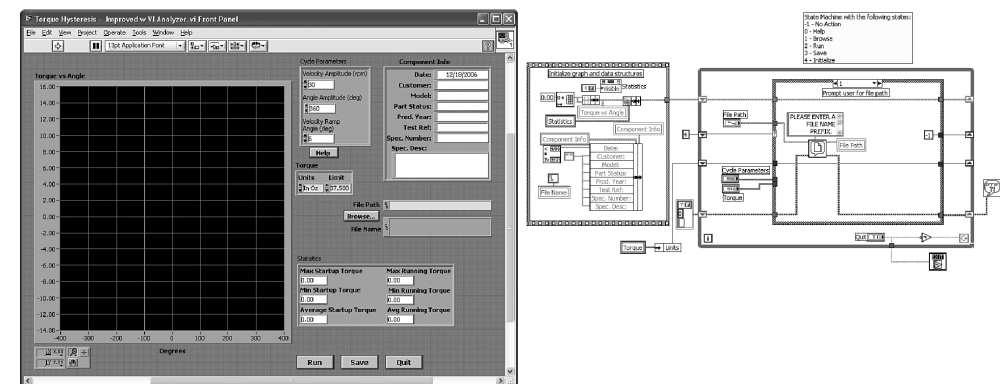 Torque Hysteresis - Improved w VI Analyzer.vi Front Panel
File Edit View Project Operate Tools Window Help
13pt Application Font
Torque vs Angle
16.00
14.00
12.00
10.00
8.00
6.00
4.00
2.00
0.00
-2.00
-4.00
-6.00
-8.00
-10.00
-12.00
-14.00
-400 -300 -200 -100 0 100 200 300 400
Degrees
Cycle Parameters
Velocity Amplitude (rpm)
30
Angle Amplitude (deg)
360
Velocity Ramp
Angle (deg)
Help
Torque
Units Limit
In Oz 37.500
Component Info
Date: 12/18/2006
Customer:
Model:
Part Status:
Prod. Year:
Test Ref:
Spec. Number:
Spec. Desc:
File Path
Browse...
File Name
Statistics
Max Startup Torque Max Running Torque
0.00 0.00
Min Startup Torque Min Running Torque
0.00 0.00
Average Startup Torque Avg Running Torque
0.00 0.00
Run Save Quit
State Machine with the following states:
-1 - No Action
0 - Help
1 - Browse
2 - Run
3 - Save
4 - Initialize
Initialize graph and data structures
Visible
Statistics
0.00
Torque vs Angle
Statistics
Component Info
Component Info
Date:
Customer:
Model:
Part Status:
Prod. Year:
Test Ref:
Spec. Number:
Spec. Desc:
File Name
Torque
Units
1
Prompt user for file path
File Path
PLEASE ENTER A
FILE NAME
PREFIX.
File Path
-1
Cycle Parameters
Torque
Quit
i